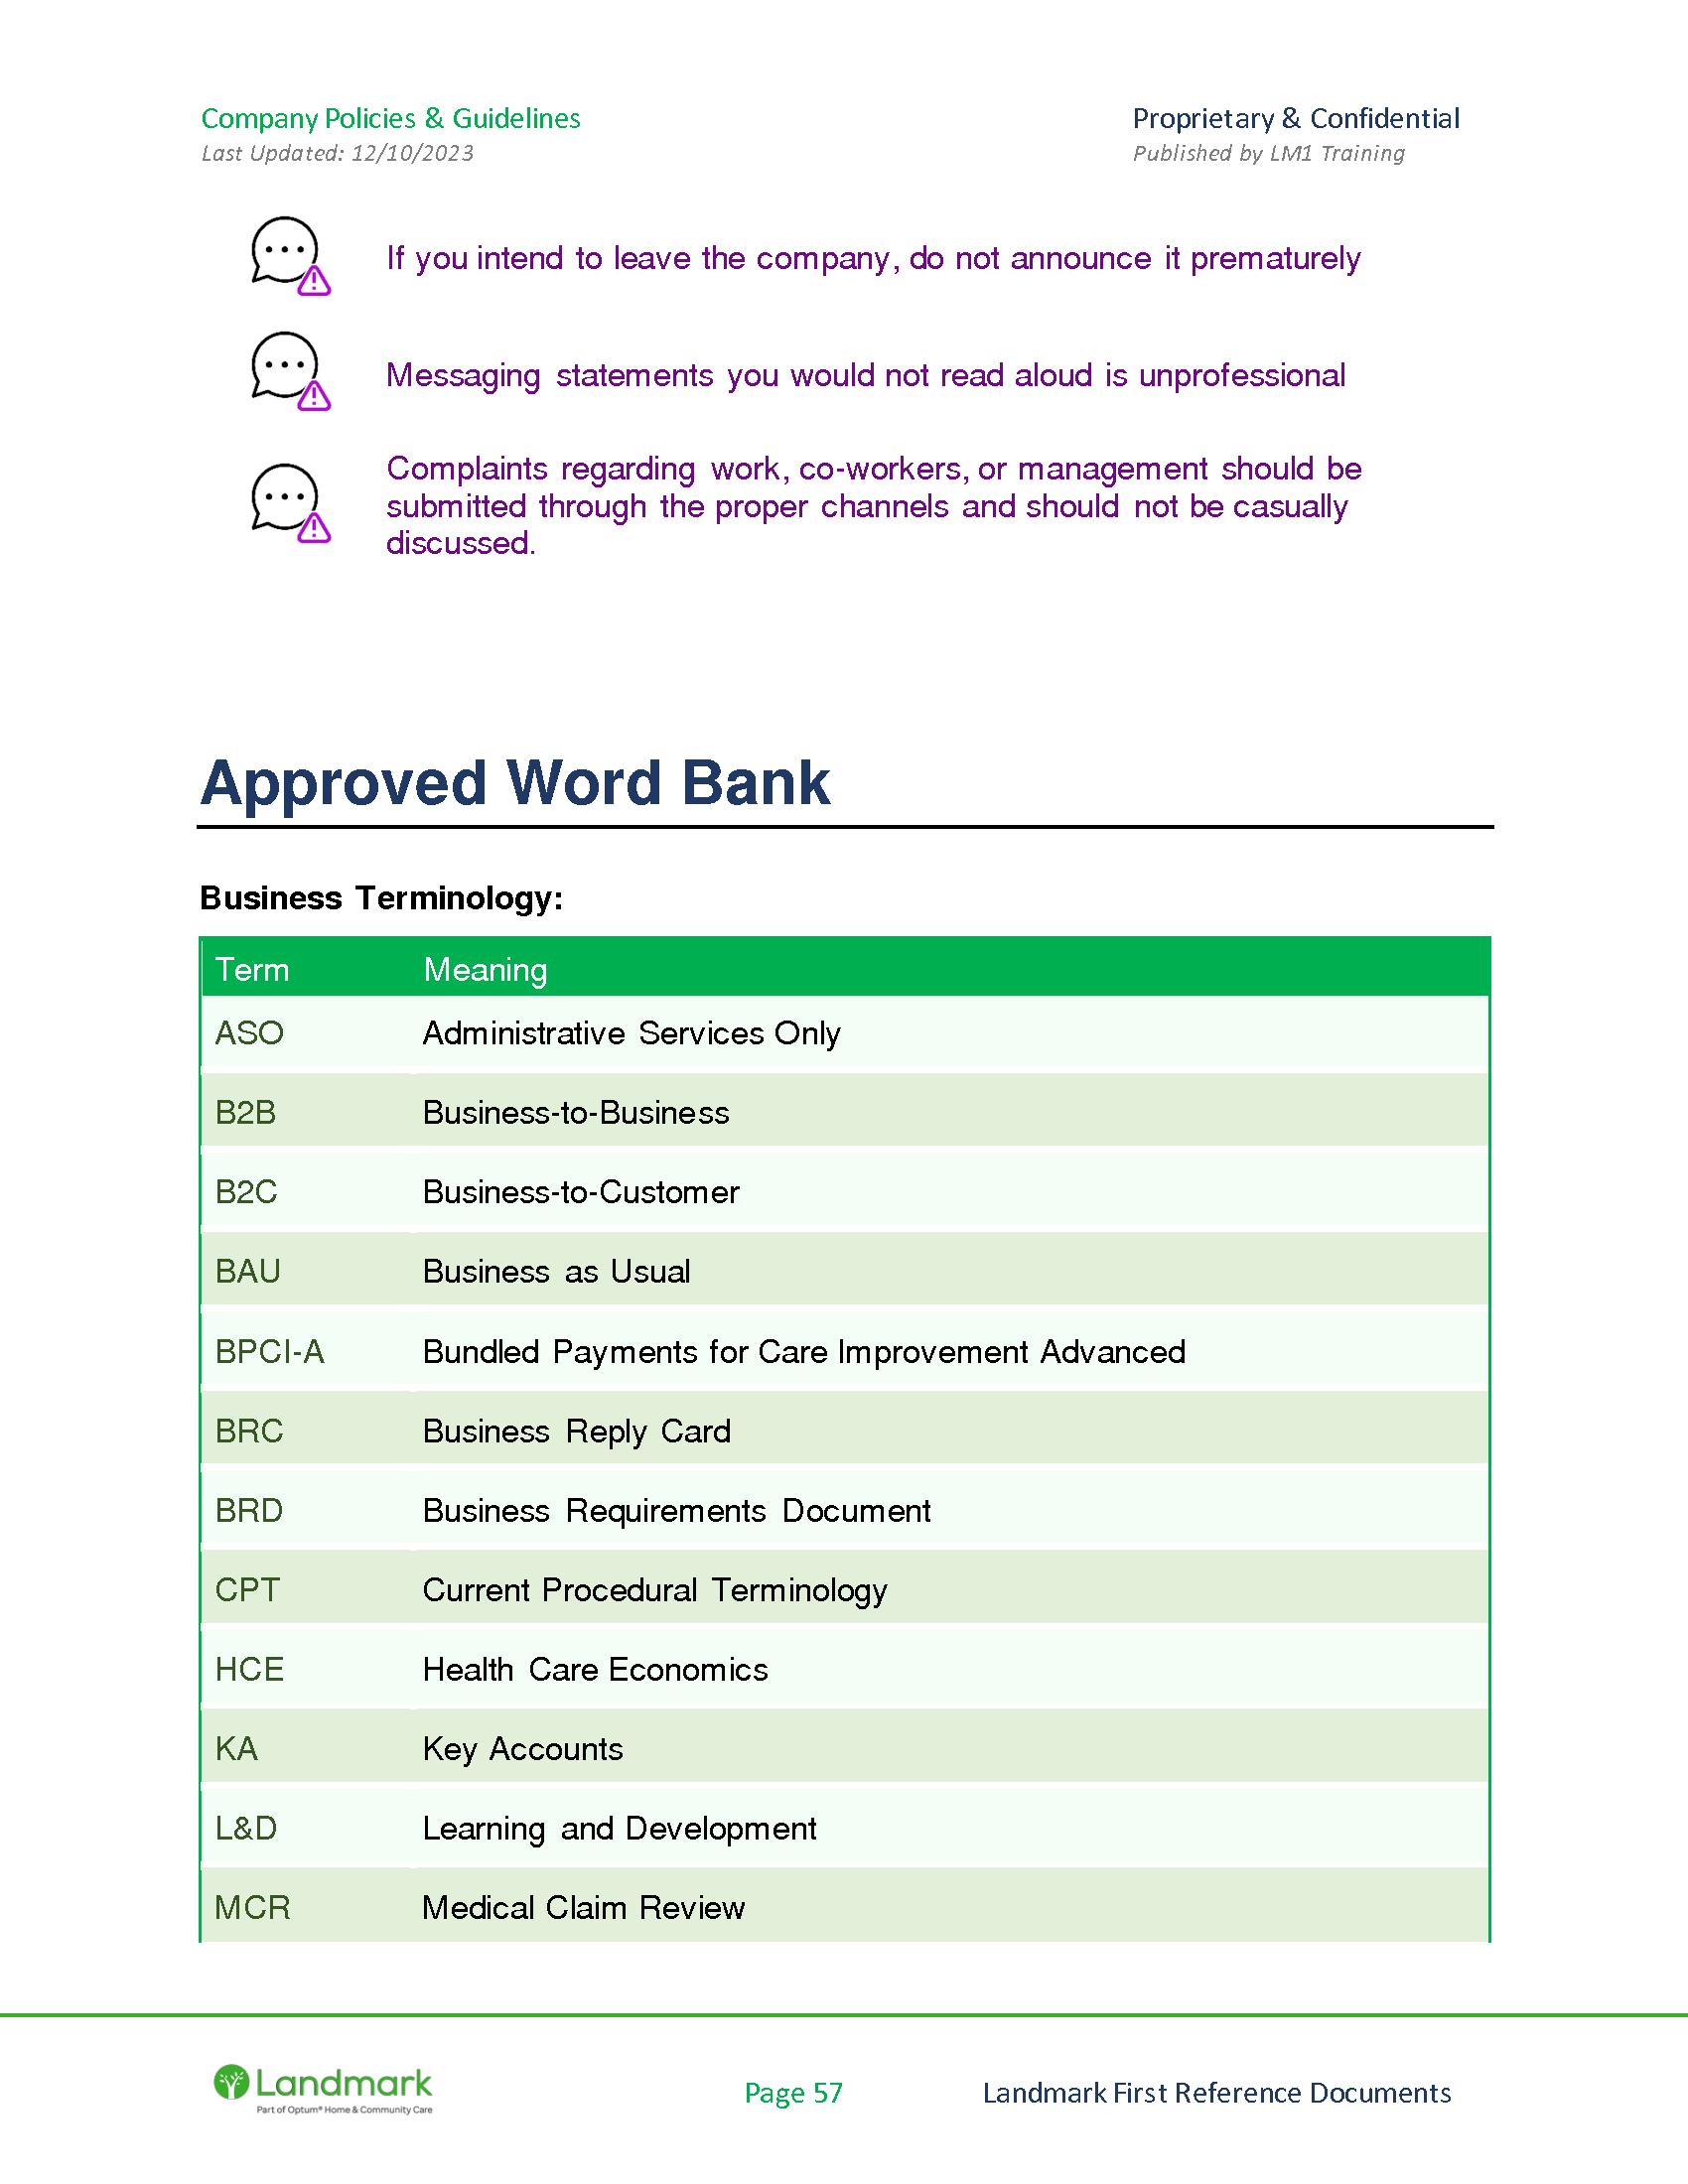 Company Policies & Guidelines
Proprietary & Confidential
Last Updated: 12/10/2023
Published by LM1 Training
If you intend to leave the company, do not announce it prematurely
Messaging statements you would not read aloud is unprofessional
Complaints regarding work, co-workers, or management should be
submitted through the proper channels and should not be casually
discussed.
Approved Word Bank
Business Terminology:
Term Meaning
ASO Administrative Services Only
B2B Business-to-Business
B2C Business-to-Customer
BAU Business as Usual
BPCI-A Bundled Payments for Care Improvement Advanced
BRC Business Reply Card
BRD Business Requirements Document
CPT Current Procedural Terminology
HCE Health Care Economics
KA Key Accounts
L&D Learning and Development
MCR Medical Claim Review
Landmark
Part of Optum® Home & Community Care
Page 57
Landmark First Reference Documents